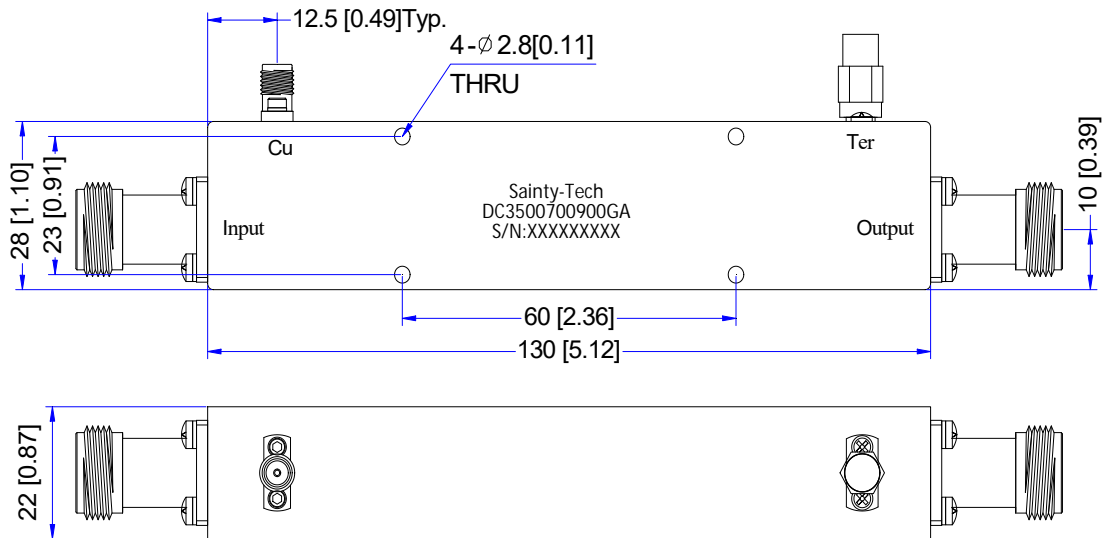 12.5 [0.49]Typ.
4-∅2.8[0.11]
THRU
Cu
Ter
28 [1.10]
23 [0.91]
10 [0.39]
Sainty-Tech
DC3500700900GA
S/N:XXXXXXXXX
Input
Output
60 [2.36]
130 [5.12]
22 [0.87]